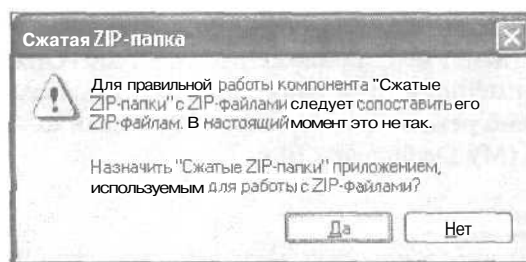 Сжатая ZIP-папка
Для правильной работы компонента "Сжатые
ZIP-папки" с ZIP-файлами следует сопоставить его
ZIP-файлам. В настоящий момент это не так.
Назначить "Сжатые ZIP-папки" приложением,
используемым для работы с ZIP-файлами?
Да
Нет